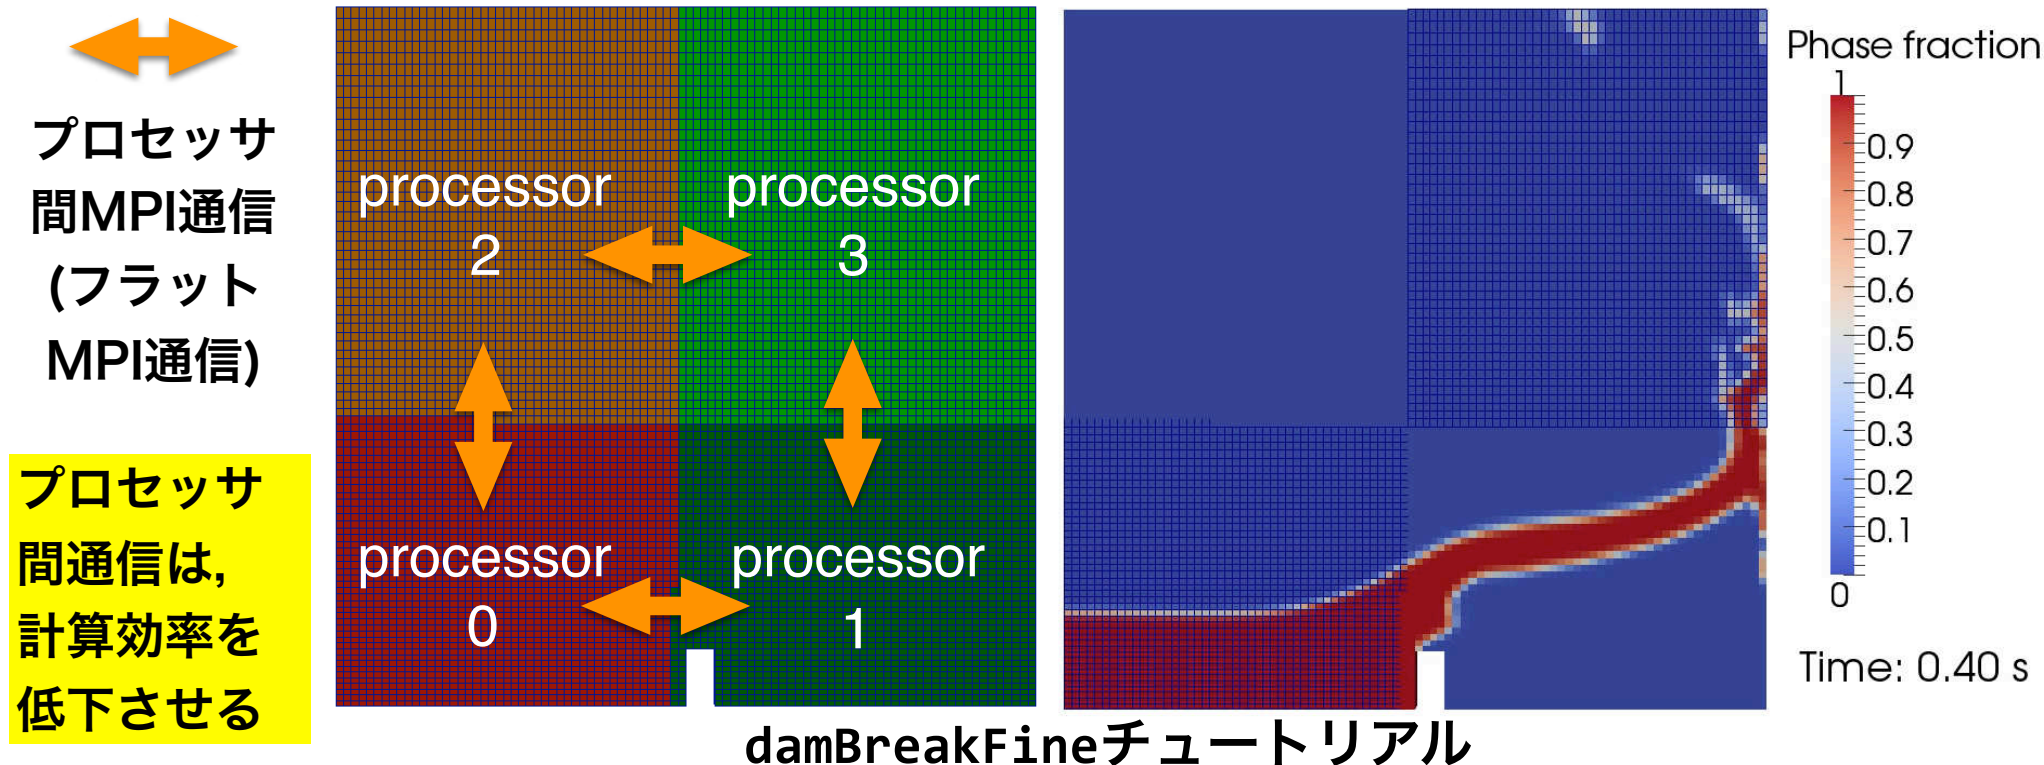 プロセッサ
間MPI通信
(フラット
MPI通信)
プロセッサ
間通信は,
計算効率を
低下させる
processor
2
processor
3
processor
0
processor
1
Phase fraction
1
0.9
0.8
0.7
0.6
0.5
0.4
0.3
0.2
0.1
0
Time: 0.40 s
damBreakFineチュートリアル